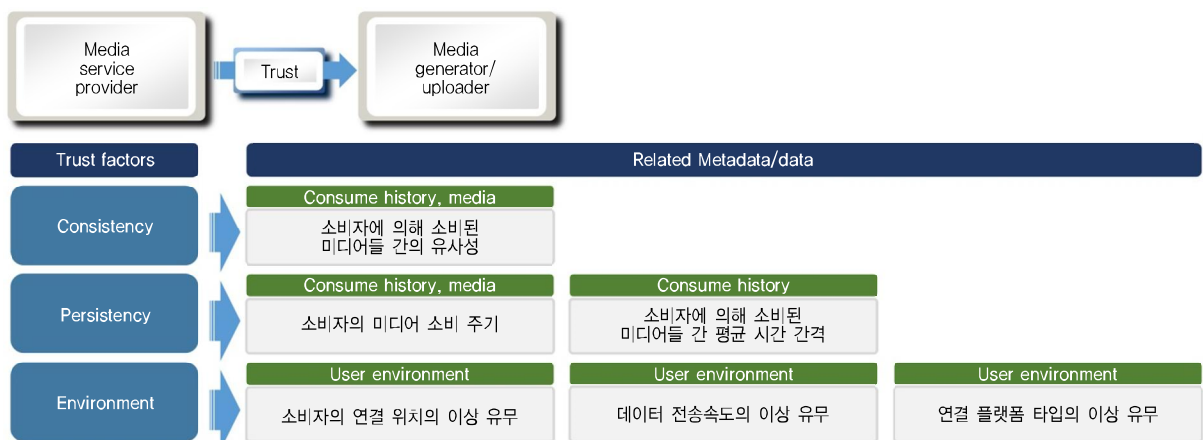 Media
service
provider
Trust
Media
generator/
uploader
Trust factors
Related Metadata/data
Consistency
Consume history, media
소비자에 의해 소비된
미디어들 간의 유사성
Persistency
Consume history, media
소비자의 미디어 소비 주기
Consume history
소비자에 의해 소비된
미디어들 간 평균 시간 간격
Environment
User environment
소비자의 연결 위치의 이상 유무
User environment
데이터 전송속도의 이상 유무
User environment
연결 플랫폼 타입의 이상 유무